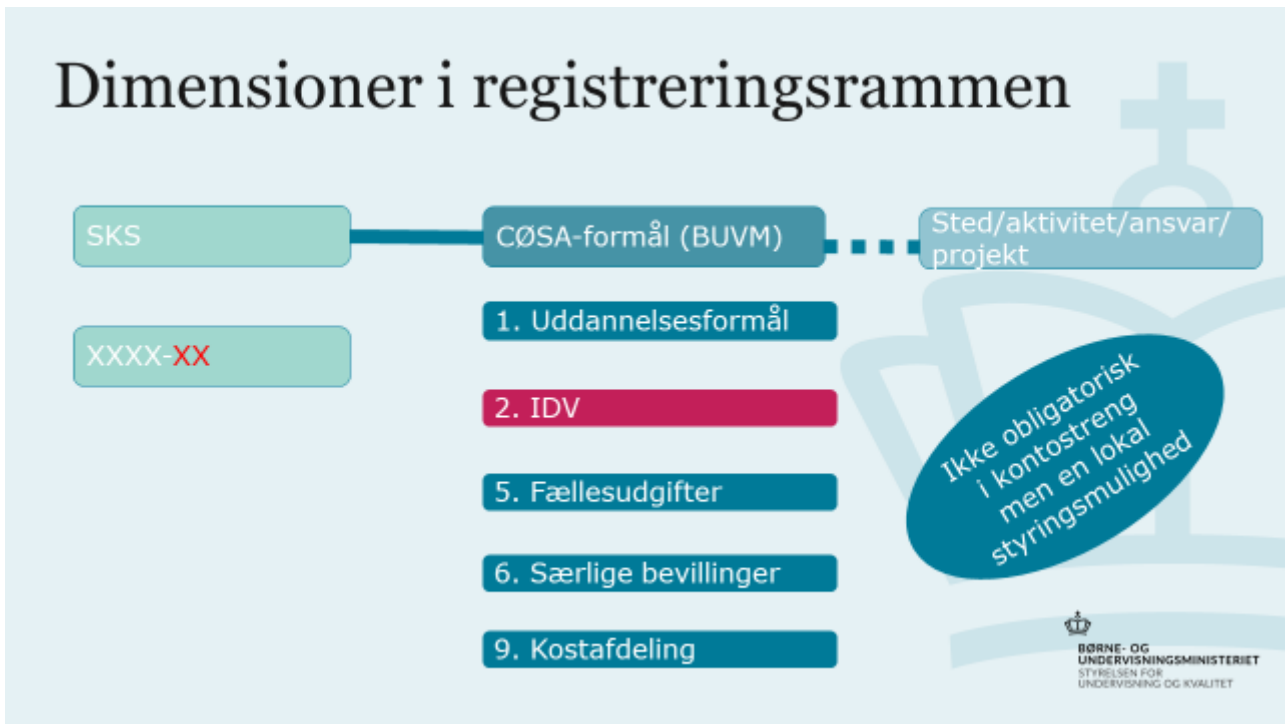 Dimensioner i registreringsrammen
SKS
CØSA-formål (BUVM)
Sted/aktivitet/ansvar/
projekt
XXXX-XX
1. Uddannelsesformål
2. IDV
5. Fællesudgifter
6. Særlige bevillinger
9. Kostafdeling
Ikke obligatorisk
i kontostreng
men en lokal
styringsmulighed
BØRNE- OG
UNDERVISNINGSMINISTERIET
STYRELSEN FOR
UNDERVISNING OG KVALITET